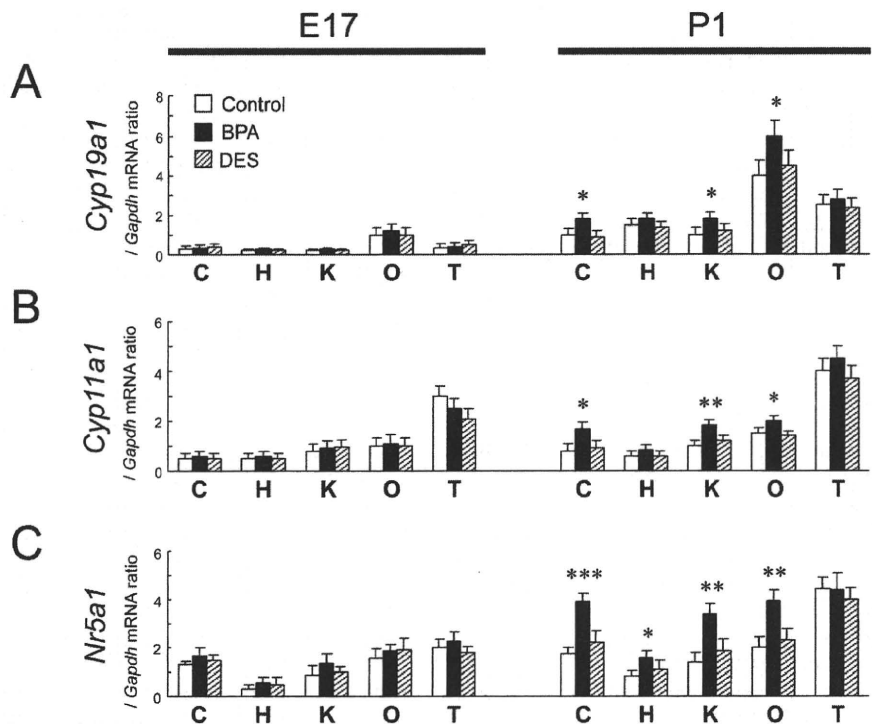 E17 P1
A
Cyp19a1
/ Gapdh mRNA ratio
8
6
4
2
0
Control
BPA
DES
* * *
C H K O T C H K O T
B
Cyp11a1
/ Gapdh mRNA ratio
6
4
2
0
* ** *
C H K O T C H K O T
C
Nr5a1
/ Gapdh mRNA ratio
6
4
2
0
*** * ** **
C H K O T C H K O T